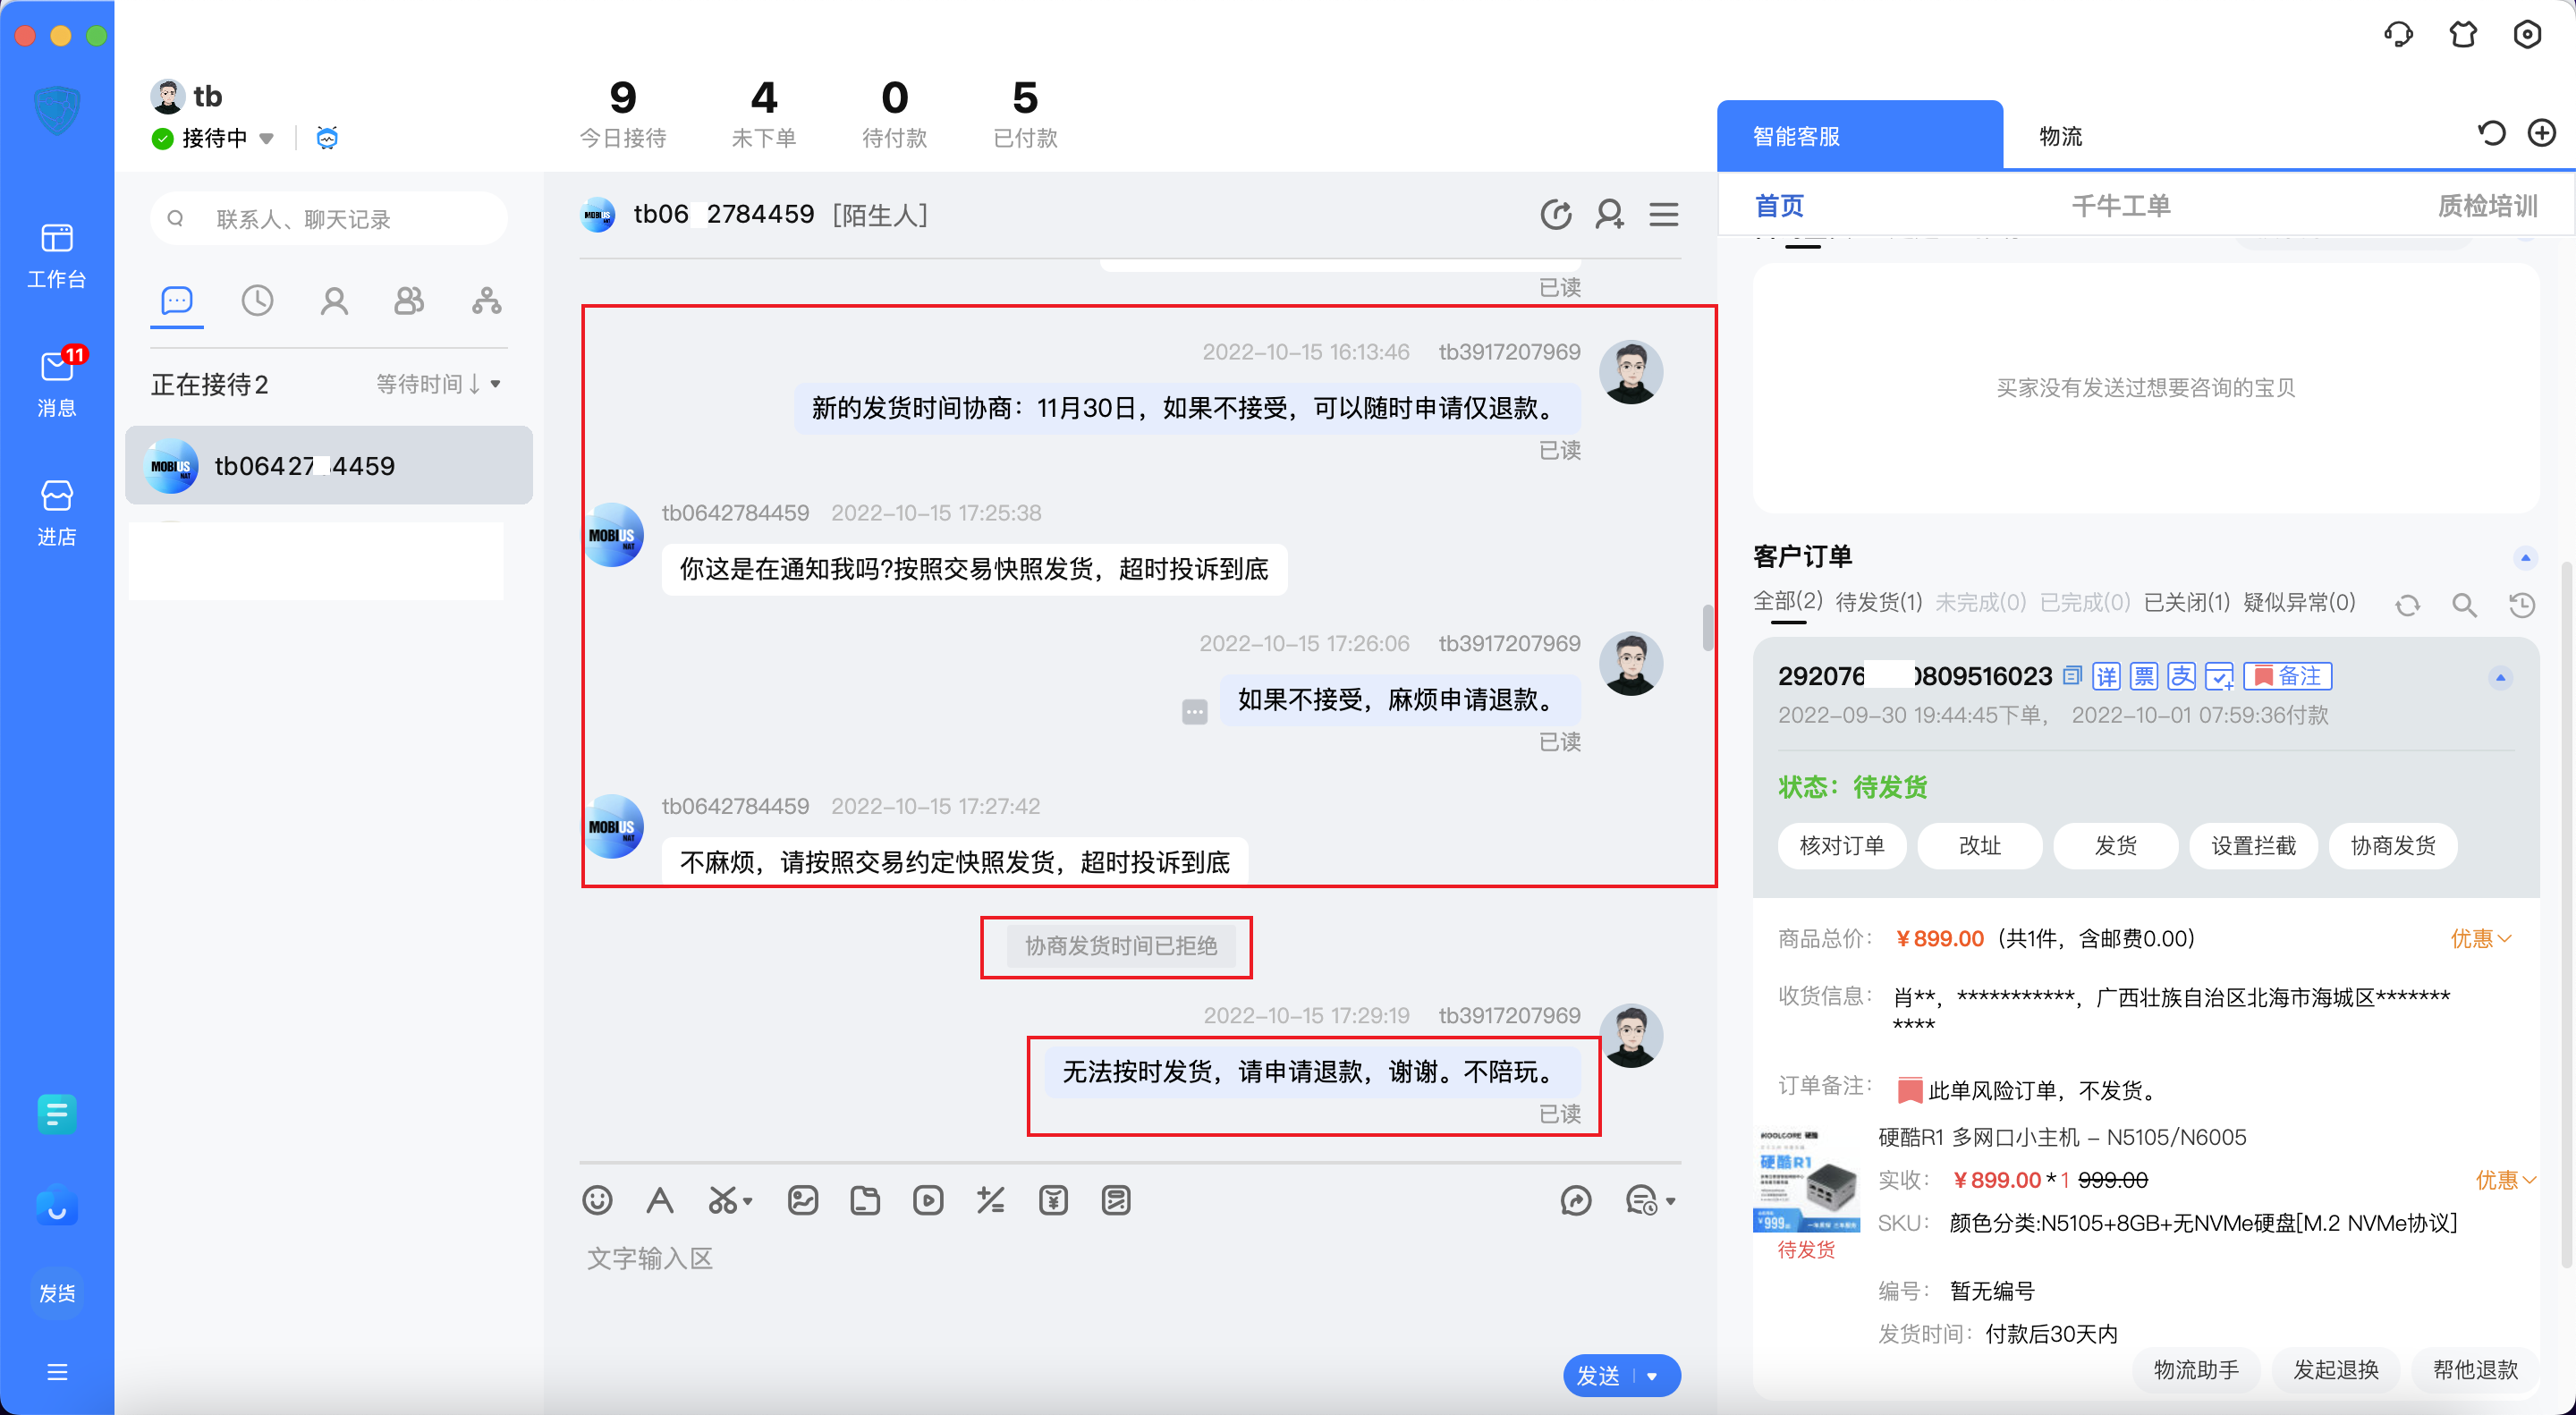 tb
接待中
9
今日接待
4
未下单
0
待付款
5
已付款
智能客服
物流
首页
千牛工单
质检培训
工作台
11
消息
进店
发货
联系人、聊天记录
正在接待2
等待时间↓
MOBIUS
tb06427 4459
MOBIUS
tb06 2784459 [陌生人]
已读
2022-10-15 16:13:46 tb3917207969
新的发货时间协商：11月30日，如果不接受，可以随时申请仅退款。
已读
tb0642784459 2022-10-15 17:25:38
MOBIUS
NAT
你这是在通知我吗?按照交易快照发货，超时投诉到底
2022-10-15 17:26:06 tb3917207969
如果不接受，麻烦申请退款。
已读
tb0642784459 2022-10-15 17:27:42
MOBIUS
NAT
不麻烦，请按照交易约定快照发货，超时投诉到底
协商发货时间已拒绝
2022-10-15 17:29:19 tb3917207969
无法按时发货，请申请退款，谢谢。不陪玩。
已读
文字输入区
发送
买家没有发送过想要咨询的宝贝
客户订单
全部(2) 待发货(1) 未完成(0) 已完成(0) 已关闭(1) 疑似异常(0)
292076 0809516023 详 票 支 备注
2022-09-30 19:44:45下单， 2022-10-01 07:59:36付款
状态：待发货
核对订单 改址 发货 设置拦截 协商发货
商品总价： ￥899.00 (共1件，含邮费0.00) 优惠
收货信息： 肖**，***********，广西壮族自治区北海市海城区*******
****
订单备注： 此单风险订单，不发货。
硬酷R1
￥999
硬酷R1 多网口小主机 - N5105/N6005
实收： ￥899.00 *1 999.00 优惠
SKU： 颜色分类:N5105+8GB+无NVMe硬盘[M.2 NVMe协议]
待发货
编号： 暂无编号
发货时间： 付款后30天内
物流助手 发起退换 帮他退款